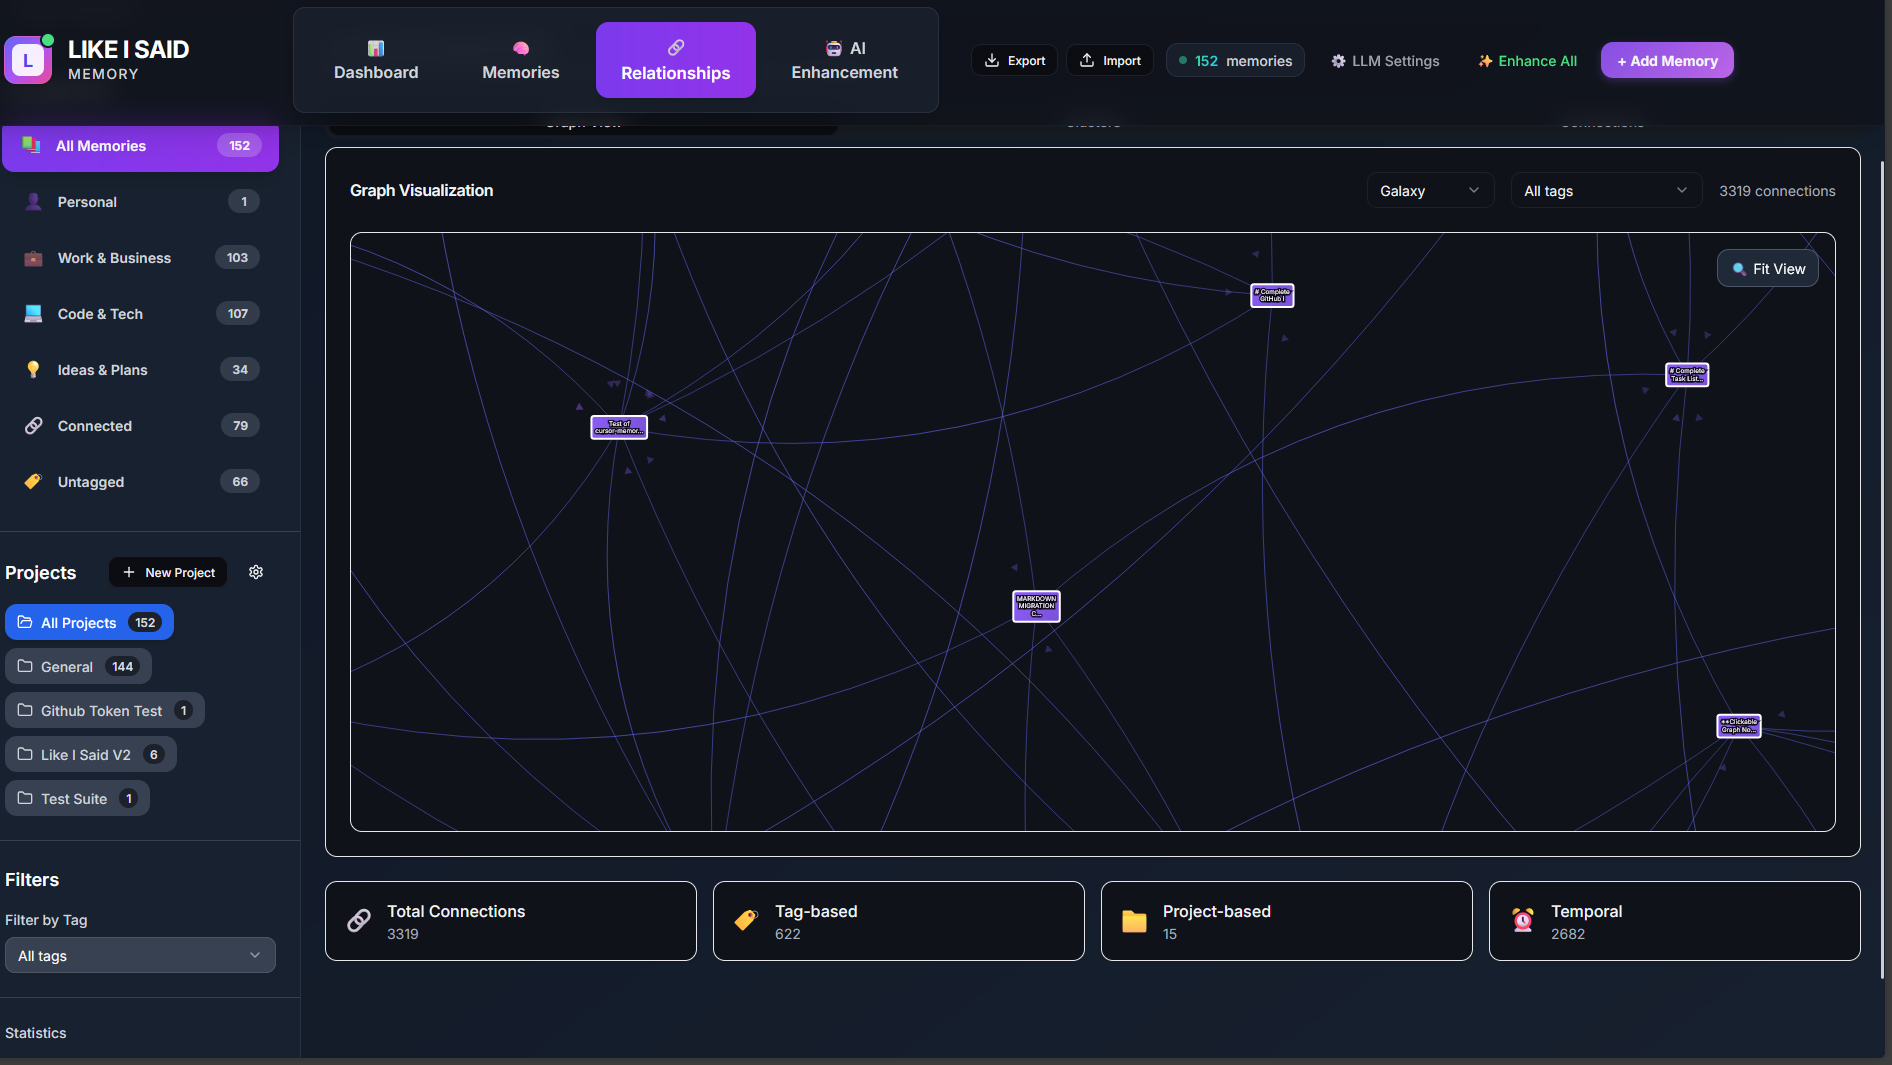 L
LIKE I SAID
MEMORY
Dashboard
Memories
Relationships
AI
Enhancement
Export
Import
152 memories
LLM Settings
Enhance All
+ Add Memory
All Memories 152
Personal 1
Work & Business 103
Code & Tech 107
Ideas & Plans 34
Connected 79
Untagged 66
Projects
New Project
All Projects 152
General 144
Github Token Test 1
Like I Said V2 6
Test Suite 1
Filters
Filter by Tag
All tags
Statistics
Graph View
Clusters
Connections
Graph Visualization
Galaxy
All tags
3319 connections
Fit View
# Complete
GitHub I
# Complete
Task List...
Test of
cursor-memor...
MARKDOWN
MIGRATION
C...
**Clickable
Graph No...
Total Connections
3319
Tag-based
622
Project-based
15
Temporal
2682